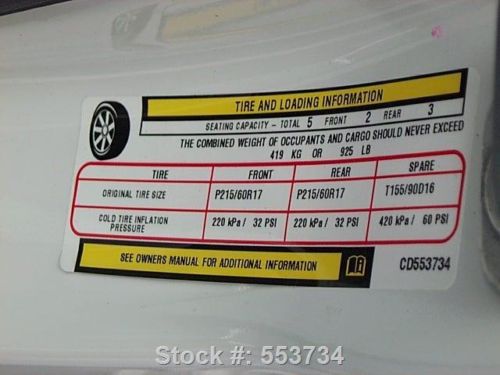 TIRE AND LOADING INFORMATION
SEATING CAPACITY - TOTAL 5 FRONT 2 REAR 3
THE COMBINED WEIGHT OF OCCUPANTS AND CARGO SHOULD NEVER EXCEED
419 KG OR 925 LB
TIRE FRONT REAR SPARE
ORIGINAL TIRE SIZE P215/60R17 P215/60R17 T155/90D16
COLD TIRE INFLATION PRESSURE 220 kPa / 32 PSI 220 kPa / 32 PSI 420 kPa / 60 PSI
SEE OWNERS MANUAL FOR ADDITIONAL INFORMATION
CD553734
Stock #: 553734